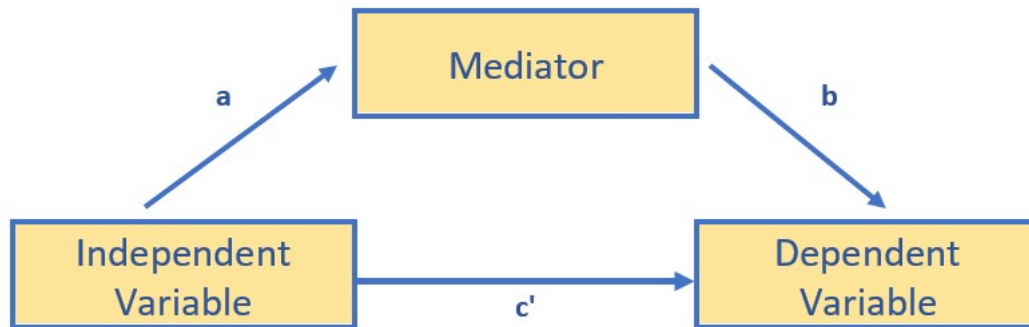 Mediator
a
b
Independent
Variable
c'
Dependent
Variable